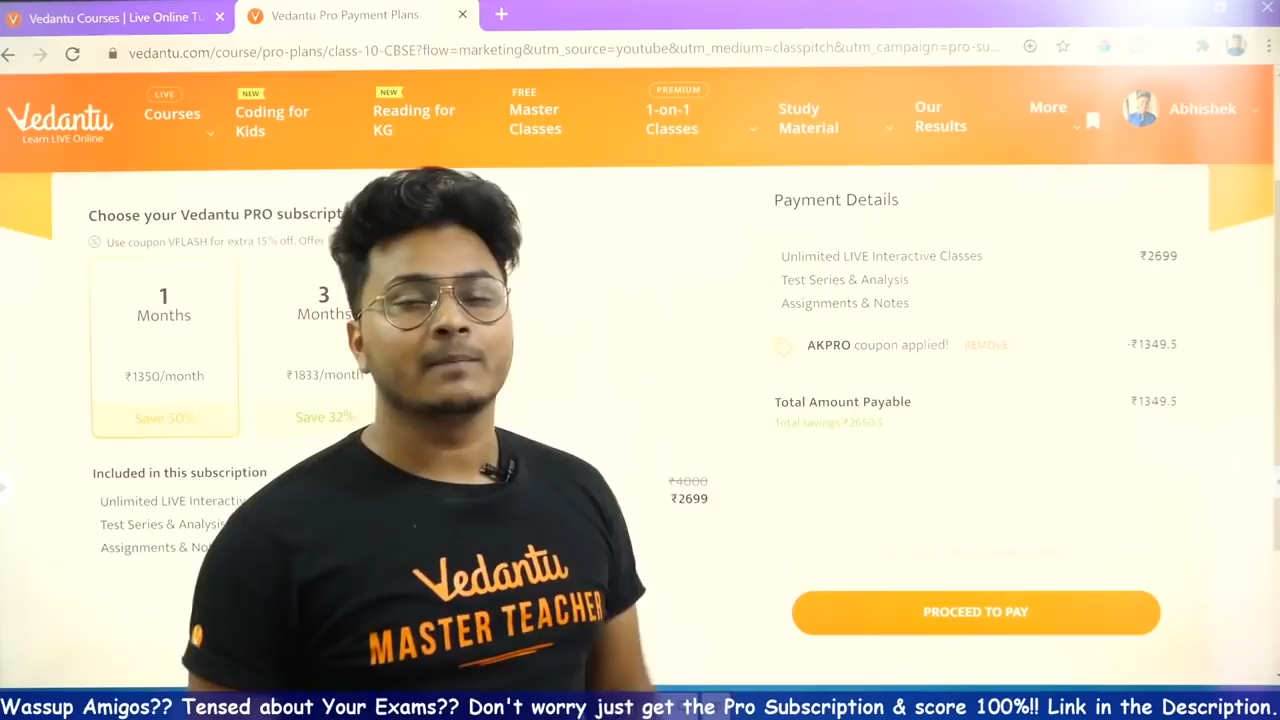 Vedantu Courses | Live Online Tu
Vedantu Pro Payment Plans
vedantu.com/course/pro-plans/class-10-CBSE?flow=marketing&utm_source=youtube&utm_medium=classpitch&utm_campaign=pro-su...
Vedantu
Learn LIVE Online
LIVE
Courses
NEW
Coding for
Kids
NEW
Reading for
KG
FREE
Master
Classes
PREMIUM
1-on-1
Classes
Study
Material
Our
Results
More
Abhishek
Choose your Vedantu PRO subscript
Use coupon VFLASH for extra 15% off. Offer
1
Months
₹1350/month
Save 50%
3
Months
₹1833/month
Save 32%
Included in this subscription
Unlimited LIVE Interactiv
Test Series & Analysis
Assignments & No
₹4000
₹2699
Payment Details
Unlimited LIVE Interactive Classes ₹2699
Test Series & Analysis
Assignments & Notes
AKPRO coupon applied! REMOVE -₹1349.5
Total Amount Payable ₹1349.5
Total savings ₹2650.5
PROCEED TO PAY
Vedantu
MASTER TEACHER
Wassup Amigos?? Tensed about Your Exams?? Don't worry just get the Pro Subscription & score 100%!! Link in the Description.